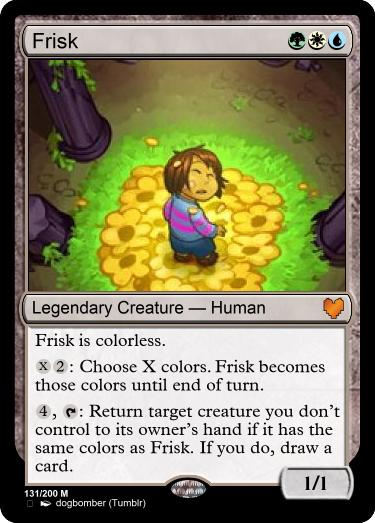 Frisk
Legendary Creature — Human
Frisk is colorless.
X 2: Choose X colors. Frisk becomes
those colors until end of turn.
4, : Return target creature you don't
control to its owner's hand if it has the
same colors as Frisk. If you do, draw a
card.
1/1
131/200 M
dogbomber (Tumblr)